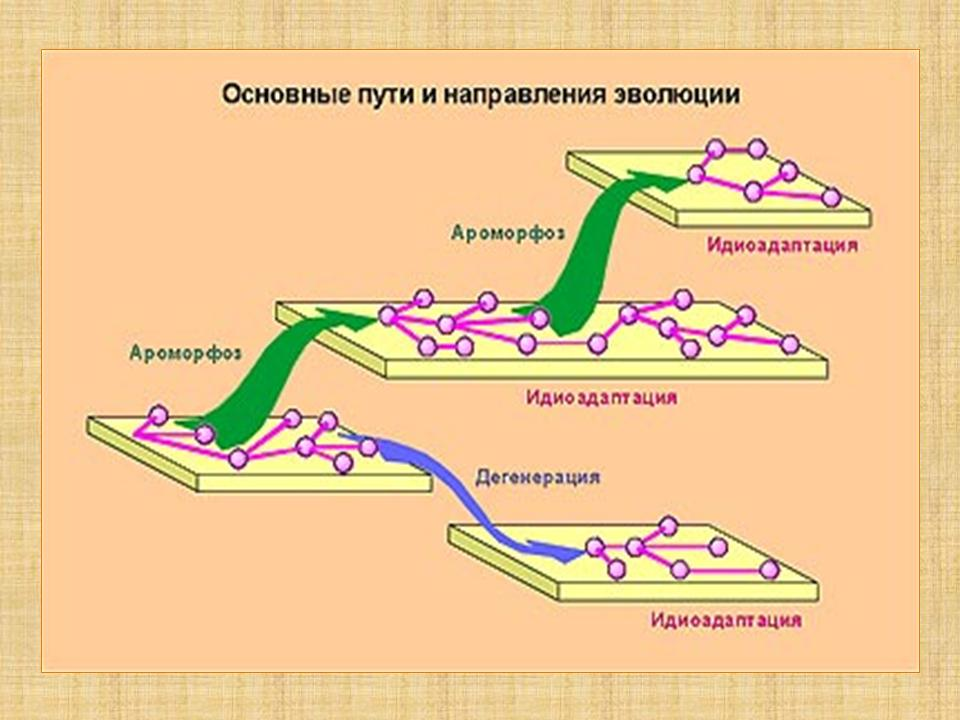 Основные пути и направления эволюции
Ароморфоз
Идиоадаптация
Ароморфоз
Идиоадаптация
Дегенерация
Идиоадаптация